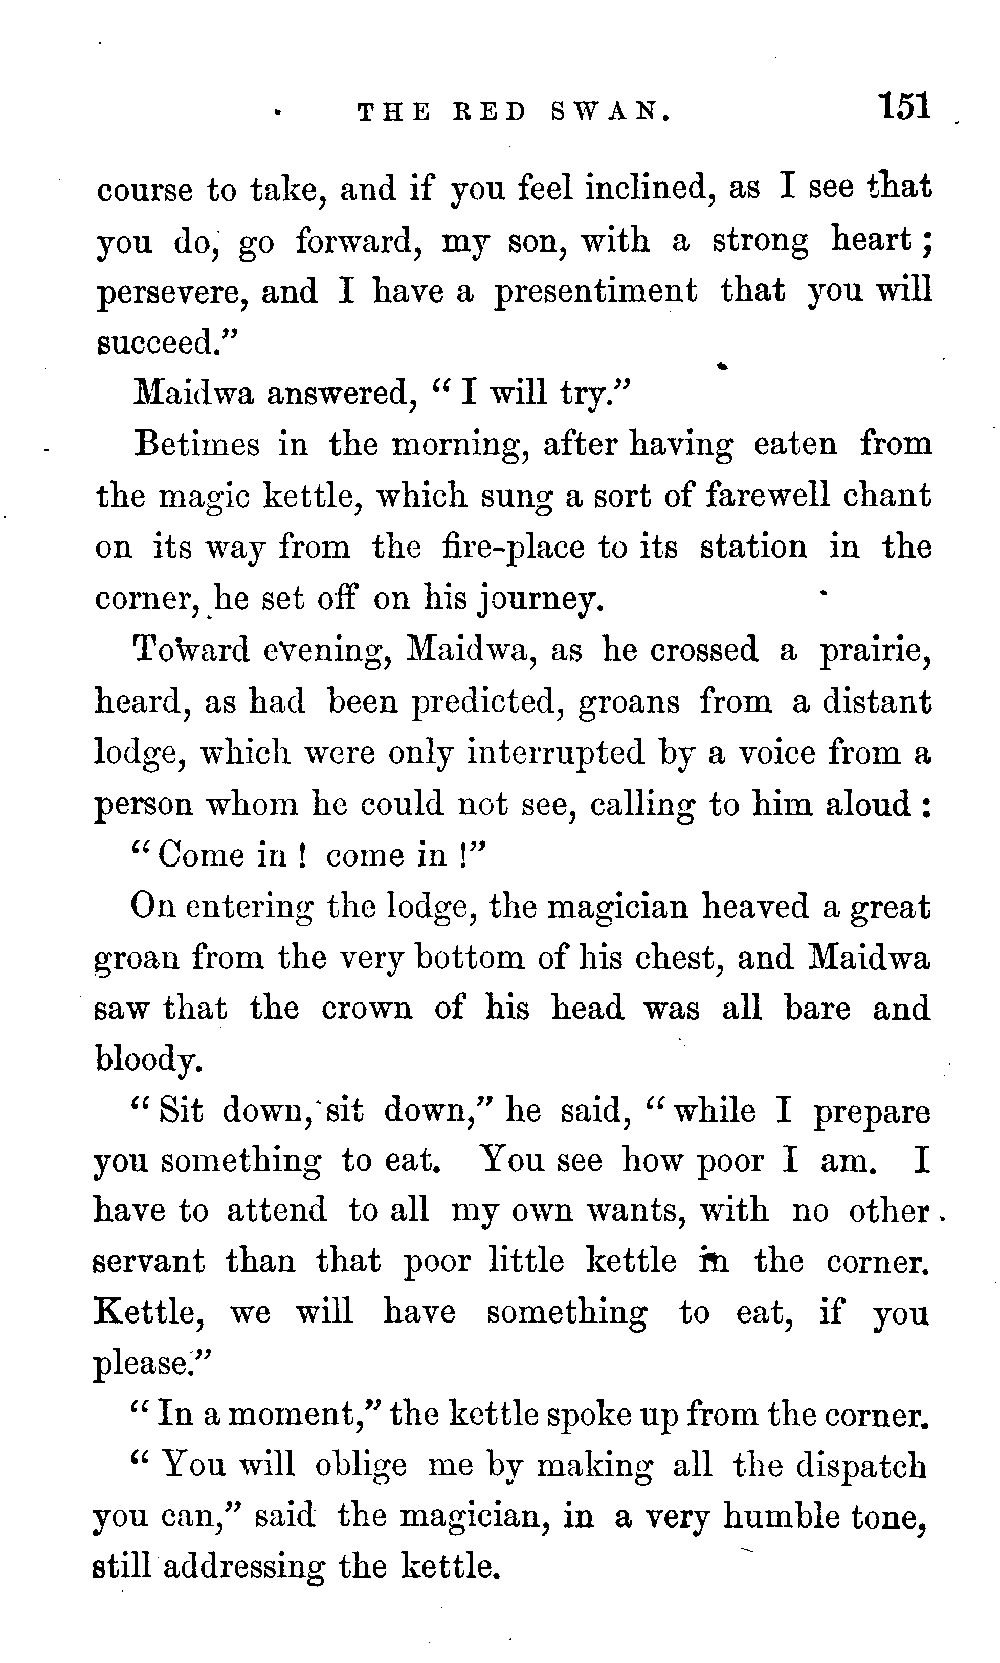 THE RED SWAN. 151
course to take, and if you feel inclined, as I see that
you do, go forward, my son, with a strong heart;
persevere, and I have a presentiment that you will
succeed."
Maidwa answered, "I will try."
Betimes in the morning, after having eaten from
the magic kettle, which sung a sort of farewell chant
on its way from the fire-place to its station in the
corner, he set off on his journey.
Toward evening, Maidwa, as he crossed a prairie,
heard, as had been predicted, groans from a distant
lodge, which were only interrupted by a voice from a
person whom he could not see, calling to him aloud:
"Come in! come in!"
On entering the lodge, the magician heaved a great
groan from the very bottom of his chest, and Maidwa
saw that the crown of his head was all bare and
bloody.
"Sit down, sit down," he said, "while I prepare
you something to eat. You see how poor I am. I
have to attend to all my own wants, with no other
servant than that poor little kettle in the corner.
Kettle, we will have something to eat, if you
please."
"In a moment," the kettle spoke up from the corner.
"You will oblige me by making all the dispatch
you can," said the magician, in a very humble tone,
still addressing the kettle.